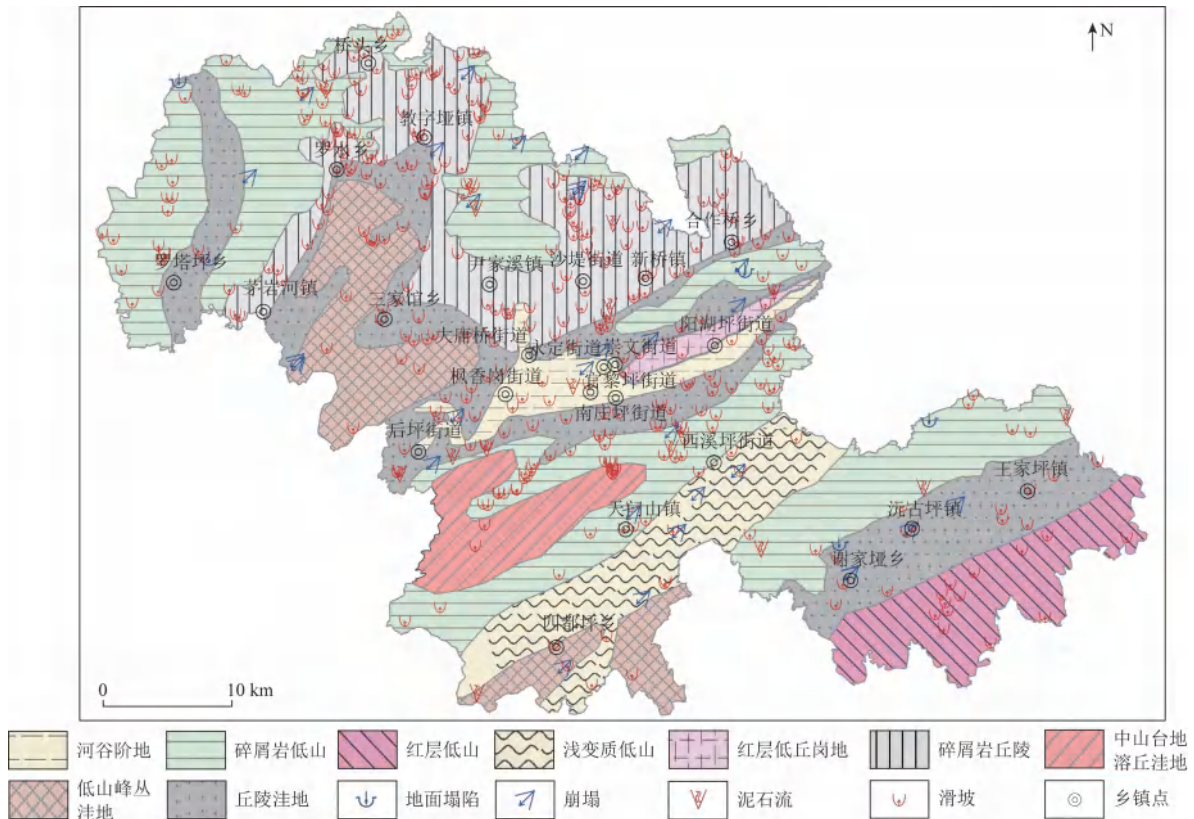 N
桥头乡
教字垭镇
罗水乡
合作桥乡
罗塔坪乡
尹家溪镇
沙堤街道
新桥镇
茅岩河镇
三家馆乡
阳湖坪街道
大庸桥街道
永定街道
崇文街道
枫香岗街道
官黎坪街道
南庄坪街道
后坪街道
西溪坪街道
王家坪镇
沅古坪镇
天门山镇
谢家垭乡
四都坪乡
0
10 km
河谷阶地
碎屑岩低山
红层低山
浅变质低山
红层低丘岗地
碎屑岩丘陵
中山台地
溶丘洼地
低山峰丛
洼地
丘陵洼地
地面塌陷
崩塌
泥石流
滑坡
乡镇点